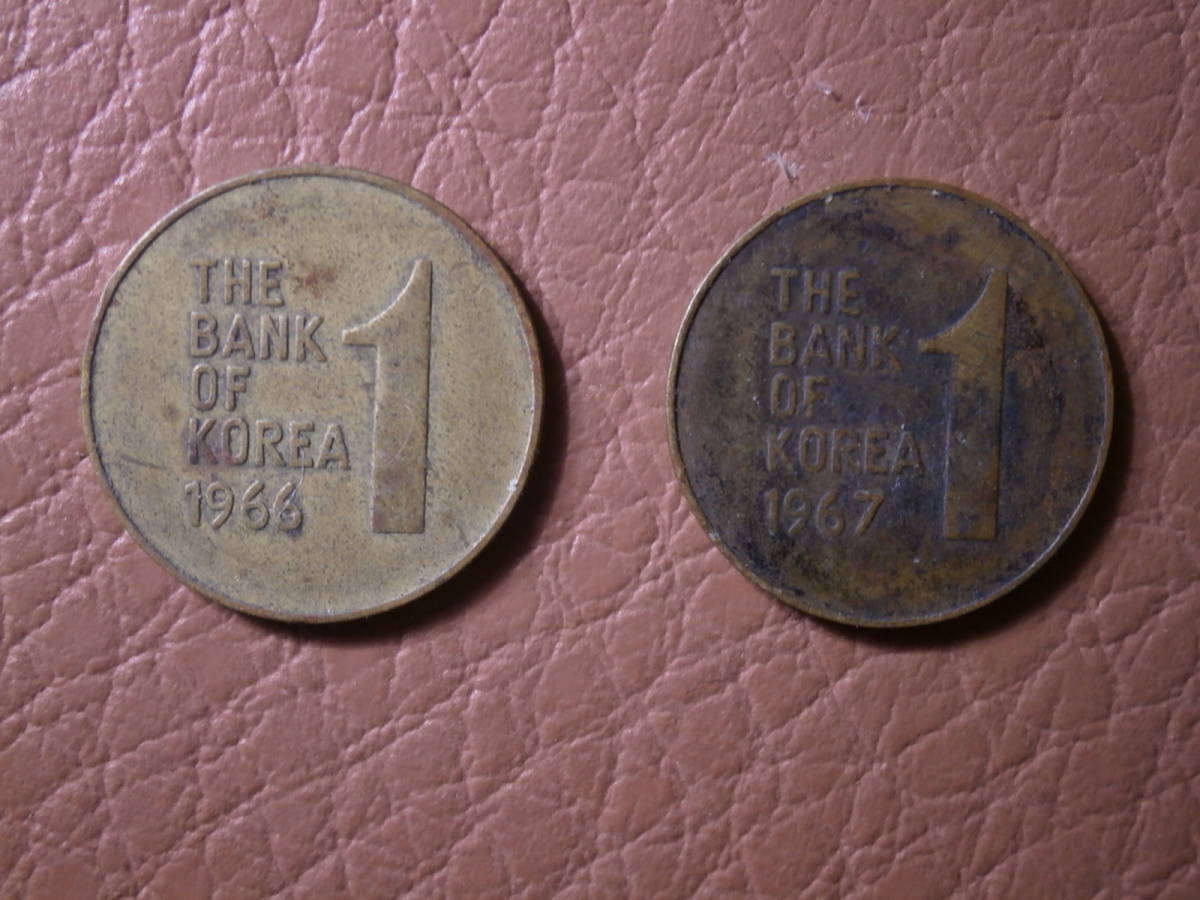 THE
BANK
OF
KOREA
1966
1
THE
BANK
OF
KOREA
1967
1